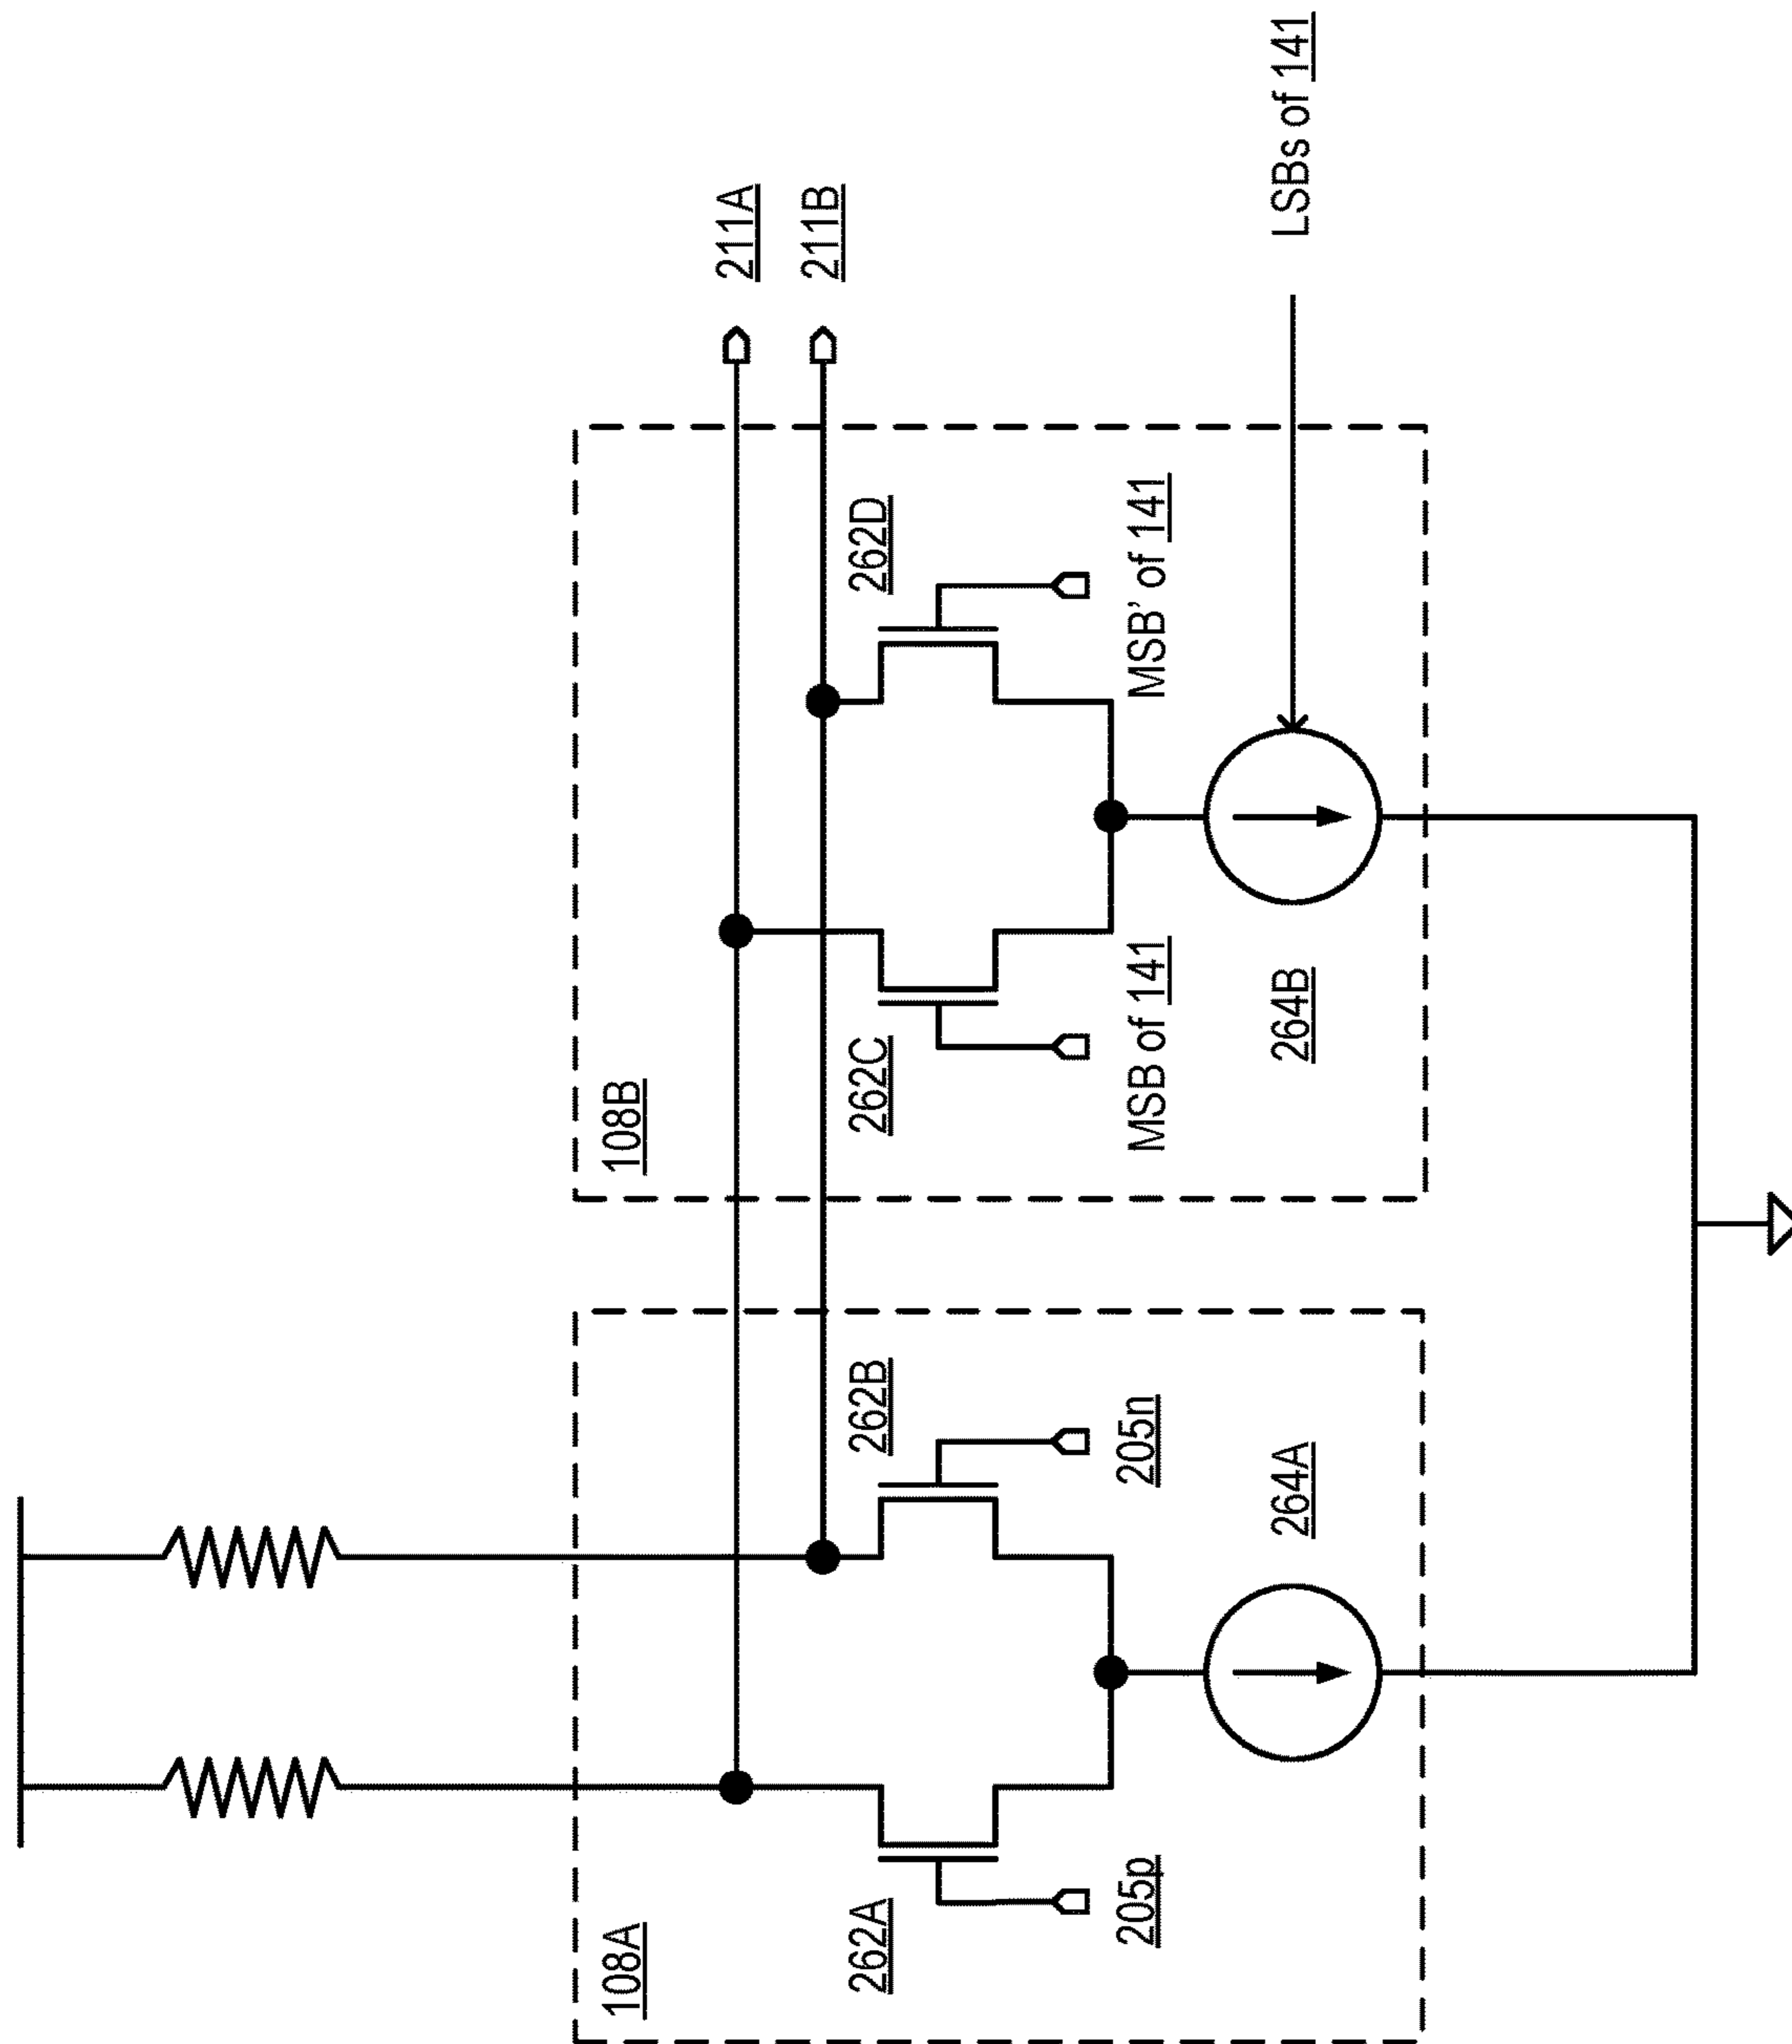 211A
211B
108A
108B
262A
262B
262C
262D
205p
205n
MSB of 141
MSB' of 141
264A
264B
LSBs of 141